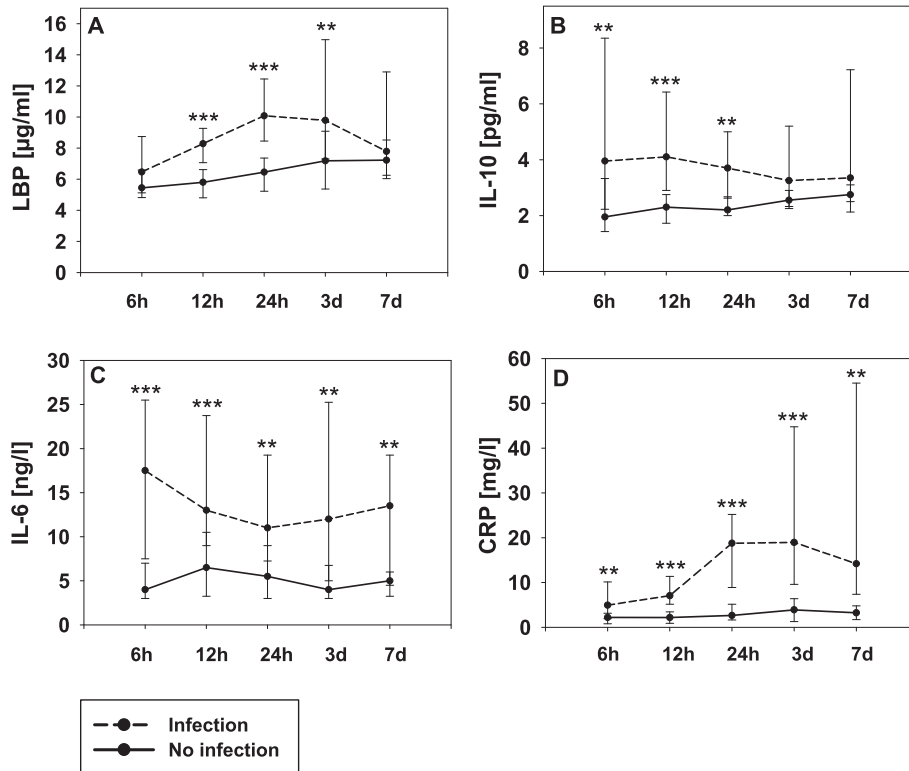 A
LBP [µg/ml]
16
14
12
10
8
6
4
2
0
***
***
**
6h 12h 24h 3d 7d
B
IL-10 [pg/ml]
8
6
4
2
0
**
***
**
6h 12h 24h 3d 7d
C
IL-6 [ng/l]
30
25
20
15
10
5
0
*** *** ** ** **
6h 12h 24h 3d 7d
D
CRP [mg/l]
60
50
40
30
20
10
0
** *** *** *** **
6h 12h 24h 3d 7d
Infection
No infection